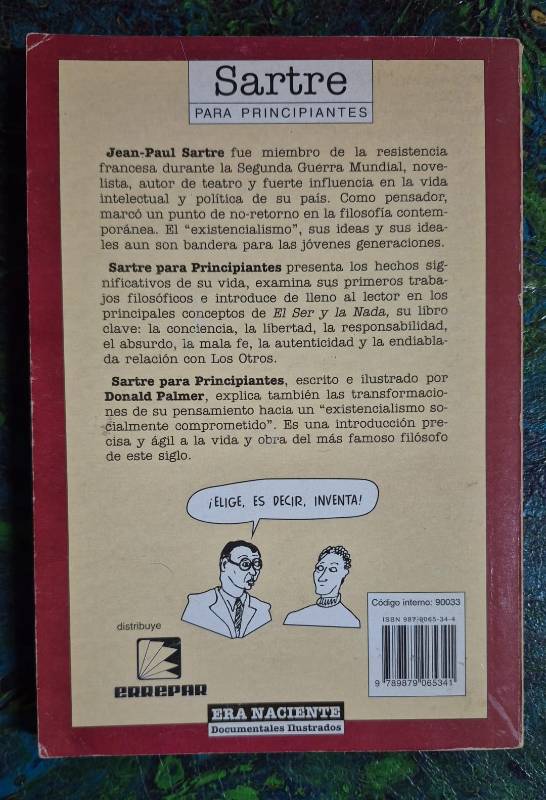 Sartre
PARA PRINCIPIANTES
Jean-Paul Sartre fue miembro de la resistencia
francesa durante la Segunda Guerra Mundial, nove-
lista, autor de teatro y fuerte influencia en la vida
intelectual y política de su país. Como pensador,
marcó un punto de no-retorno en la filosofía contem-
poránea. El "existencialismo", sus ideas y sus idea-
les aun son bandera para las jóvenes generaciones.
Sartre para Principiantes presenta los hechos sig-
nificativos de su vida, examina sus primeros traba-
jos filosóficos e introduce de lleno al lector en los
principales conceptos de El Ser y la Nada, su libro
clave: la conciencia, la libertad, la responsabilidad,
el absurdo, la mala fe, la autenticidad y la endiabla-
da relación con Los Otros.
Sartre para Principiantes, escrito e ilustrado por
Donald Palmer, explica también las transformacio-
nes de su pensamiento hacia un "existencialismo so-
cialmente comprometido". Es una introducción pre-
cisa y ágil a la vida y obra del más famoso filósofo
de este siglo.
¡ELIGE, ES DECIR, INVENTA!
distribuye
ERREPAR
Código interno: 90033
ISBN 987-9065-34-4
9 789879 065341
ERA NACIENTE
Documentales Ilustrados